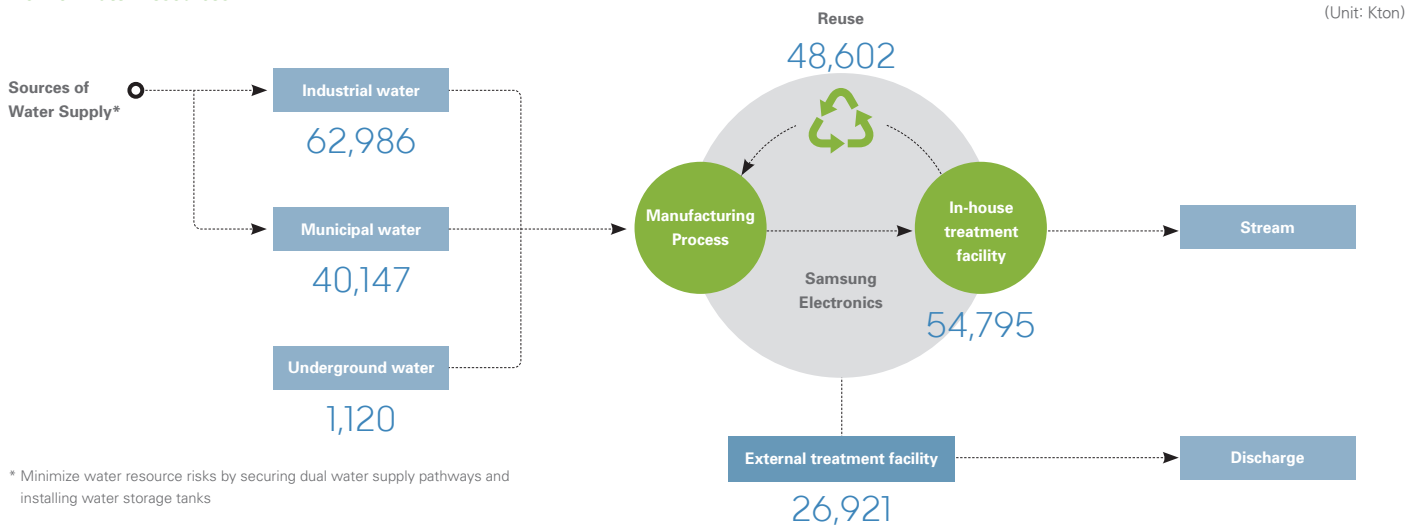 (Unit: Kton)
Reuse
48,602
Sources of
Water Supply*
Industrial water
62,986
Municipal water
40,147
Underground water
1,120
Manufacturing
Process
In-house
treatment
facility
54,795
Samsung
Electronics
Stream
External treatment facility
26,921
Discharge
* Minimize water resource risks by securing dual water supply pathways and
installing water storage tanks